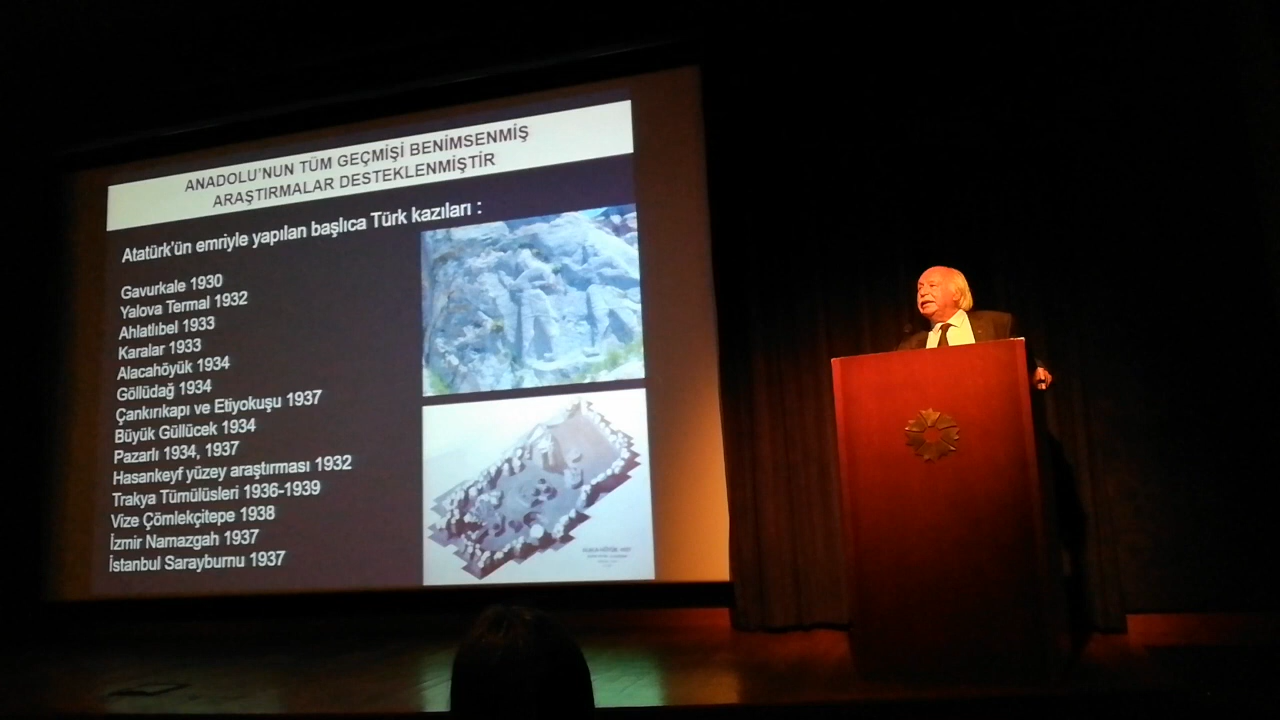 ANADOLU'NUN TÜM GEÇMİŞİ BENİMSENMİŞ
ARAŞTIRMALAR DESTEKLENMİŞTİR
Atatürk'ün emriyle yapılan başlıca Türk kazıları :
Gavurkale 1930
Yalova Termal 1932
Ahlatlıbel 1933
Karalar 1933
Alacahöyük 1934
Göllüdağ 1934
Çankırıkapı ve Etiyokuşu 1937
Büyük Güllücek 1934
Pazarlı 1934, 1937
Hasankeyf yüzey araştırması 1932
Trakya Tümülüsleri 1936-1939
Vize Çömlekçitepe 1938
İzmir Namazgah 1937
İstanbul Sarayburnu 1937